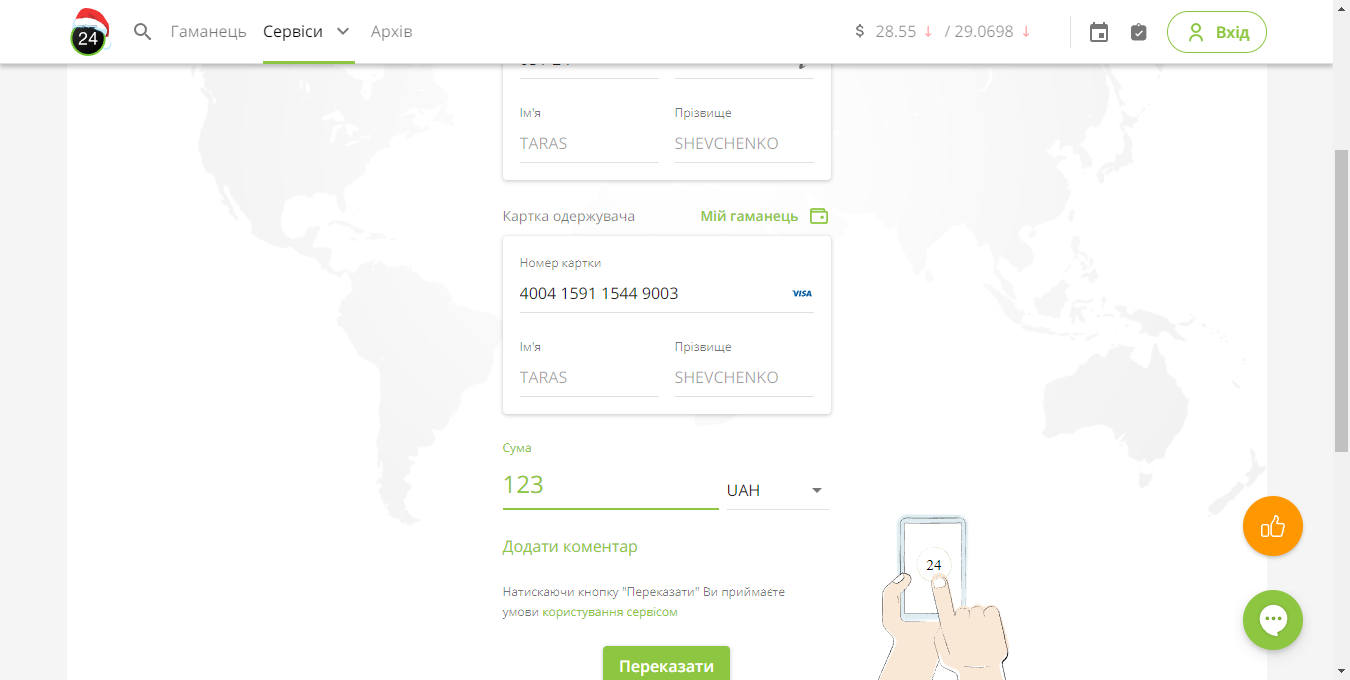 24
Гаманець Сервіси Архів
$ 28.55 ↓ / 29.0698 ↓
Вхід
Ім'я Прізвище
TARAS SHEVCHENKO
Картка одержувача Мій гаманець
Номер картки
4004 1591 1544 9003 VISA
Ім'я Прізвище
TARAS SHEVCHENKO
Сума
123 UAH
Додати коментар
24
Натискаючи кнопку "Переказати" Ви приймаєте
умови користування сервісом
Переказати